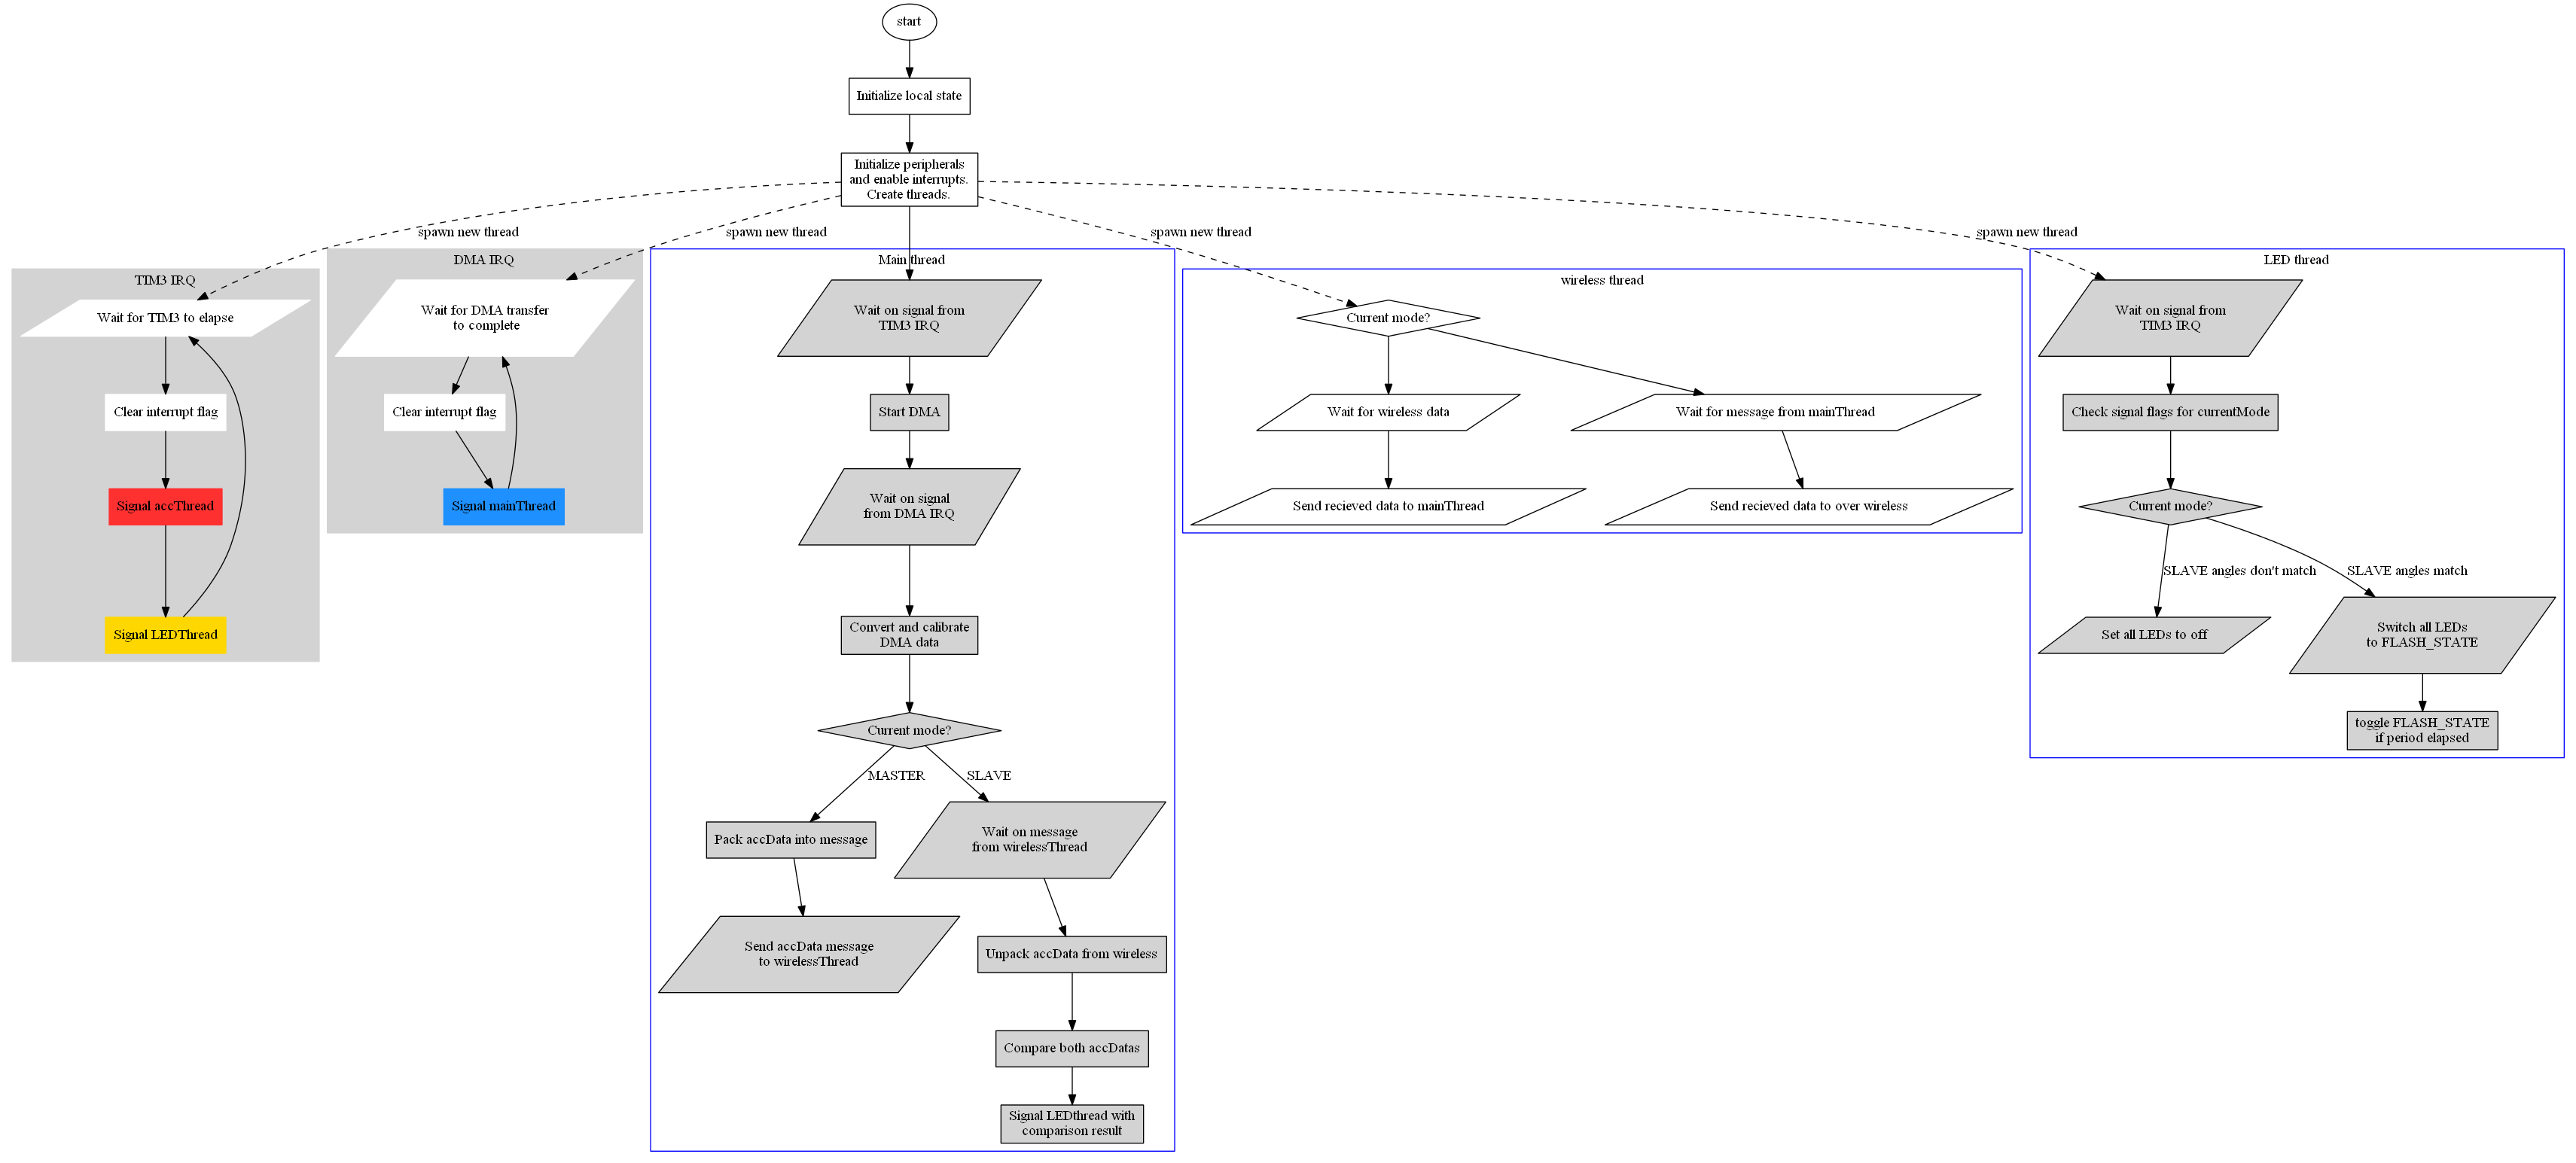 start
Initialize local state
Initialize peripherals
and enable interrupts.
Create threads.
spawn new thread
spawn new thread
spawn new thread
spawn new thread
TIM3 IRQ
Wait for TIM3 to elapse
Clear interrupt flag
Signal accThread
Signal LEDThread
DMA IRQ
Wait for DMA transfer
to complete
Clear interrupt flag
Signal mainThread
Main thread
Wait on signal from
TIM3 IRQ
Start DMA
Wait on signal
from DMA IRQ
Convert and calibrate
DMA data
Current mode?
MASTER
SLAVE
Pack accData into message
Send accData message
to wirelessThread
Wait on message
from wirelessThread
Unpack accData from wireless
Compare both accDatas
Signal LEDthread with
comparison result
wireless thread
Current mode?
Wait for wireless data
Wait for message from mainThread
Send recieved data to mainThread
Send recieved data to over wireless
LED thread
Wait on signal from
TIM3 IRQ
Check signal flags for currentMode
Current mode?
SLAVE angles don't match
SLAVE angles match
Set all LEDs to off
Switch all LEDs
to FLASH_STATE
toggle FLASH_STATE
if period elapsed